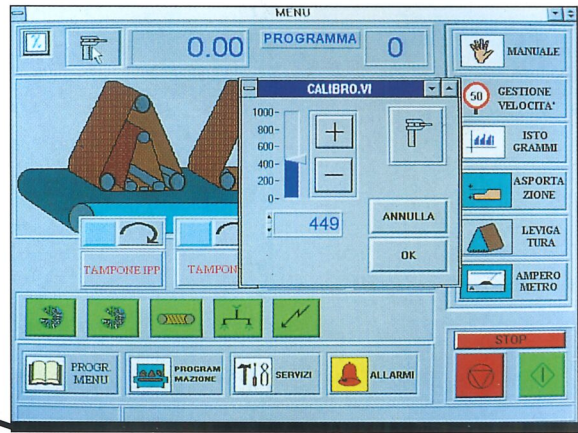 MENU
0.00
PROGRAMMA
0
MANUALE
CALIBRO.VI
50
GESTIONE
VELOCITA'
1000
800
600
400
200
0
ISTO
GRAMMI
ASPORTA
ZIONE
449
ANNULLA
OK
LEVIGA
TURA
TAMPONE IPP
TAMPON
AMPERO
METRO
A
STOP
PROGR.
MENU
PROGRAM
MAZIONE
SERVIZI
ALLARMI